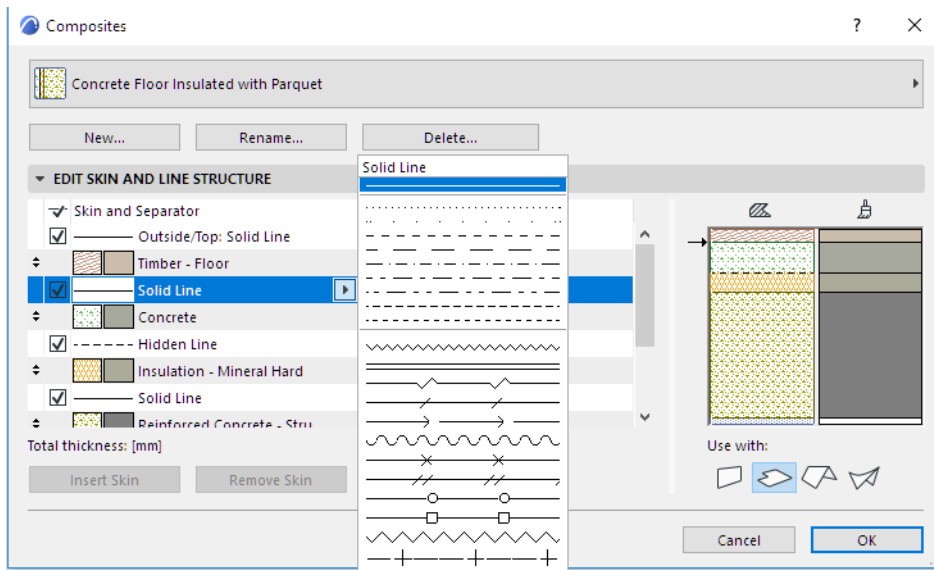 Composites
?
Concrete Floor Insulated with Parquet
New...
Rename...
Delete...
EDIT SKIN AND LINE STRUCTURE
Solid Line
Skin and Separator
Outside/Top: Solid Line
Timber - Floor
Solid Line
Concrete
Hidden Line
Insulation - Mineral Hard
Solid Line
Reinforced Concrete - Stru
Total thickness: [mm]
Use with:
Insert Skin
Remove Skin
Cancel
OK